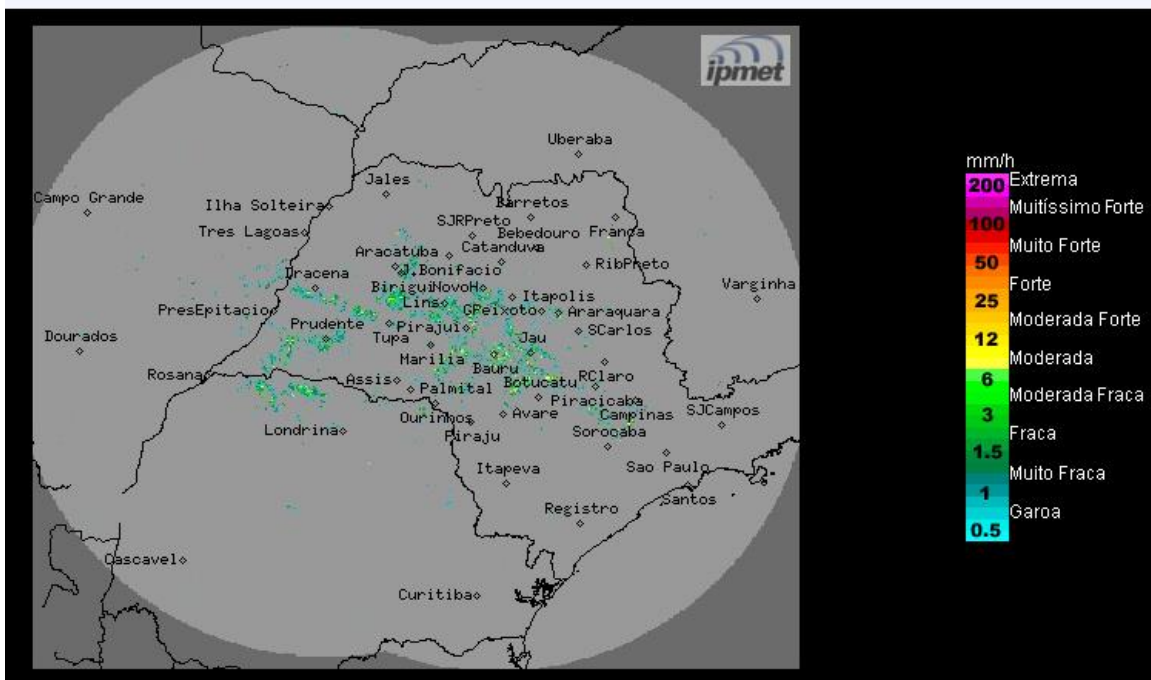 ipmet
Uberaba
Jales
Campo Grande
Ilha Solteira
Barretos
SJRPreto
Tres Lagoas
Bebedouro Franca
Catanduva
Aracatuba
J.Bonifacio
RibPreto
Dracena
Varginha
Birigui NovoH
Itapolis
Lins
PresEpitacio
GPeixoto
Araraquara
Prudente
Pirajui
SCarlos
Dourados
Tupa
Jau
Marilia
Bauru
Rosana
RClaro
Assis
Botucatu
Palmital
Piracicaba
Ourinhos
Avare
Campinas
SJCampos
Londrina
Piraju
Sorocaba
Itapeva
Sao Paulo
Santos
Registro
Cascavel
Curitiba
mm/h
200 Extrema
Muitíssimo Forte
100
Muito Forte
50
Forte
25
Moderada Forte
12
Moderada
6
Moderada Fraca
3
Fraca
1.5
Muito Fraca
1
Garoa
0.5